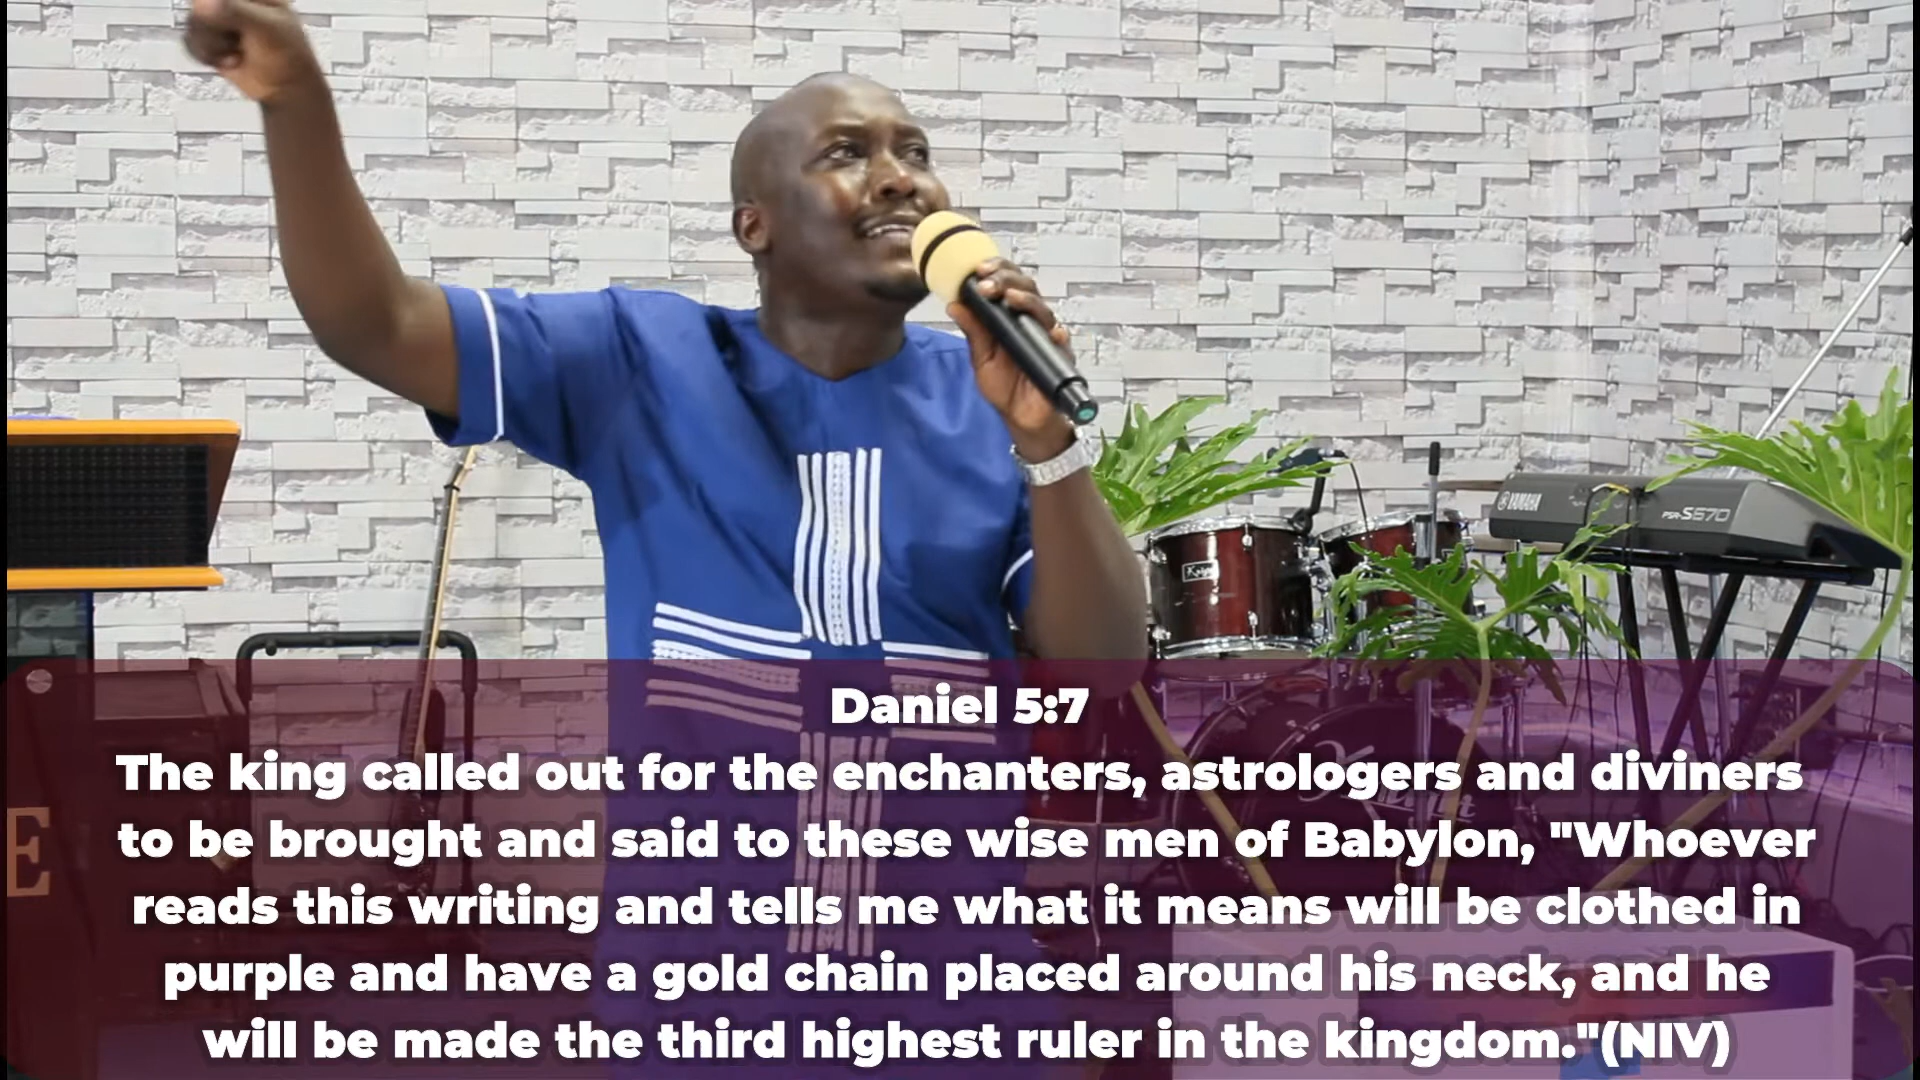 YAMAHA
PSR-S670
E
Daniel 5:7
The king called out for the enchanters, astrologers and diviners
to be brought and said to these wise men of Babylon, "Whoever
reads this writing and tells me what it means will be clothed in
purple and have a gold chain placed around his neck, and he
will be made the third highest ruler in the kingdom."(NIV)